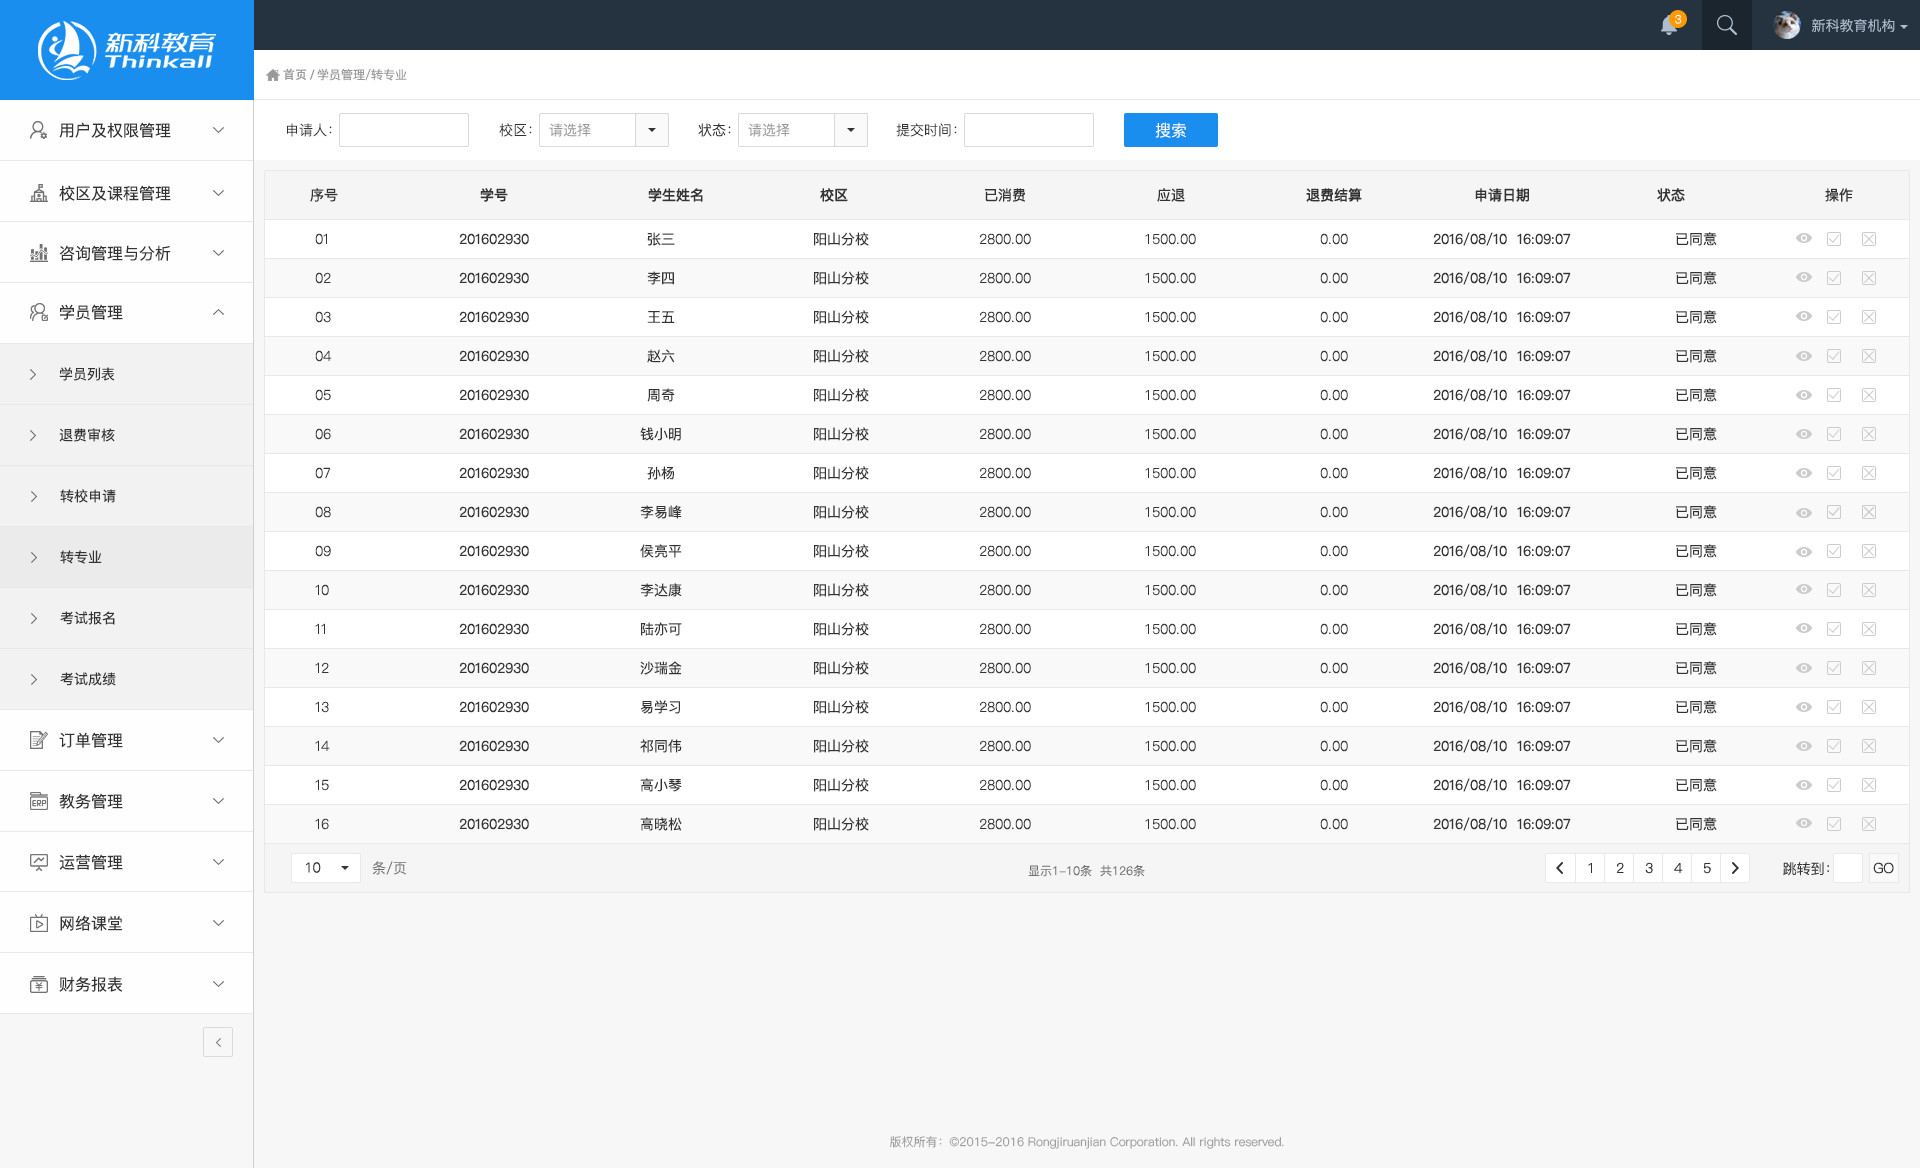 新科教育
Thinkall
3
新科教育机构
首页 / 学员管理/转专业
用户及权限管理
校区及课程管理
咨询管理与分析
学员管理
学员列表
退费审核
转校申请
转专业
考试报名
考试成绩
订单管理
ERP 教务管理
运营管理
网络课堂
¥ 财务报表
申请人: 校区: 请选择 状态: 请选择 提交时间: 搜索
序号 学号 学生姓名 校区 已消费 应退 退费结算 申请日期 状态 操作
01 201602930 张三 阳山分校 2800.00 1500.00 0.00 2016/08/10 16:09:07 已同意
02 201602930 李四 阳山分校 2800.00 1500.00 0.00 2016/08/10 16:09:07 已同意
03 201602930 王五 阳山分校 2800.00 1500.00 0.00 2016/08/10 16:09:07 已同意
04 201602930 赵六 阳山分校 2800.00 1500.00 0.00 2016/08/10 16:09:07 已同意
05 201602930 周奇 阳山分校 2800.00 1500.00 0.00 2016/08/10 16:09:07 已同意
06 201602930 钱小明 阳山分校 2800.00 1500.00 0.00 2016/08/10 16:09:07 已同意
07 201602930 孙杨 阳山分校 2800.00 1500.00 0.00 2016/08/10 16:09:07 已同意
08 201602930 李易峰 阳山分校 2800.00 1500.00 0.00 2016/08/10 16:09:07 已同意
09 201602930 侯亮平 阳山分校 2800.00 1500.00 0.00 2016/08/10 16:09:07 已同意
10 201602930 李达康 阳山分校 2800.00 1500.00 0.00 2016/08/10 16:09:07 已同意
11 201602930 陆亦可 阳山分校 2800.00 1500.00 0.00 2016/08/10 16:09:07 已同意
12 201602930 沙瑞金 阳山分校 2800.00 1500.00 0.00 2016/08/10 16:09:07 已同意
13 201602930 易学习 阳山分校 2800.00 1500.00 0.00 2016/08/10 16:09:07 已同意
14 201602930 祁同伟 阳山分校 2800.00 1500.00 0.00 2016/08/10 16:09:07 已同意
15 201602930 高小琴 阳山分校 2800.00 1500.00 0.00 2016/08/10 16:09:07 已同意
16 201602930 高晓松 阳山分校 2800.00 1500.00 0.00 2016/08/10 16:09:07 已同意
10 条/页 显示1-10条 共126条 1 2 3 4 5 跳转到: GO
版权所有: ©2015-2016 Rongjiruanjian Corporation. All rights reserved.